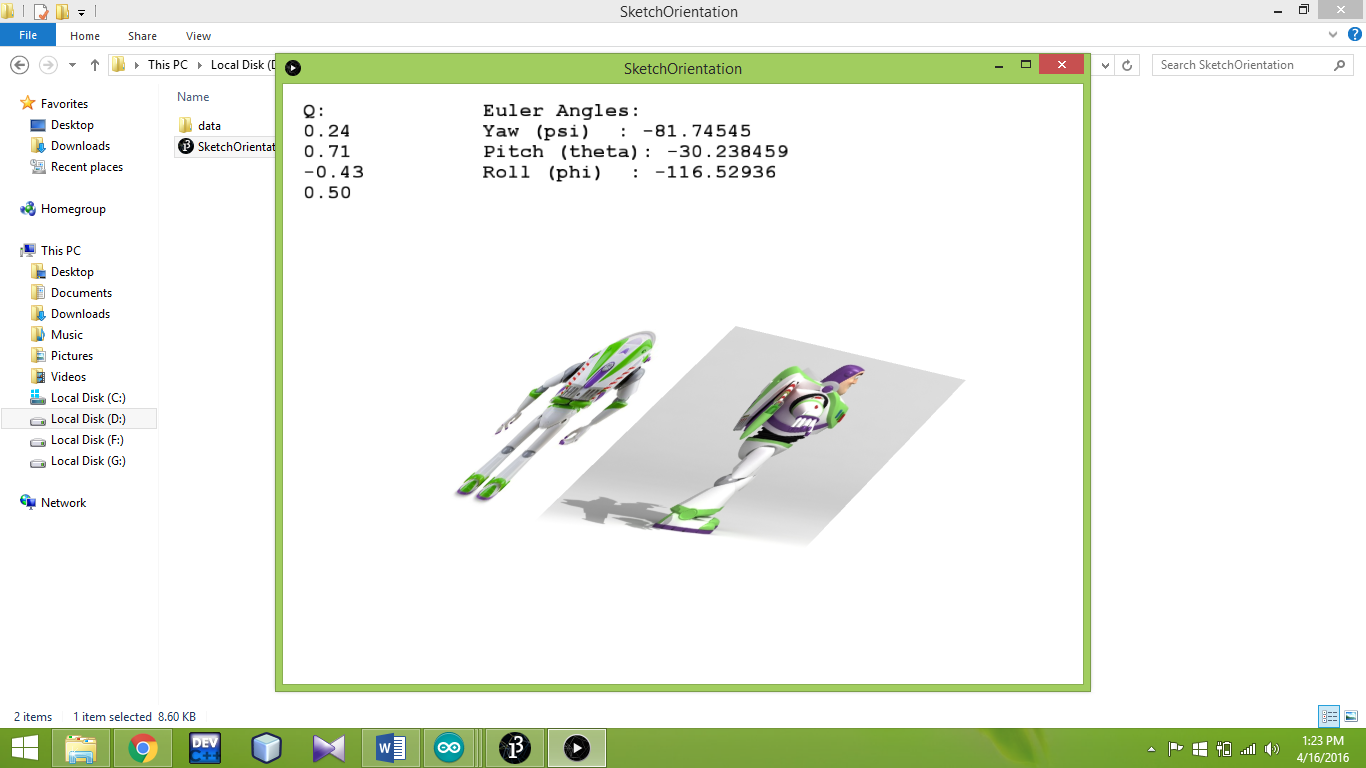 SketchOrientation
File Home Share View
This PC Local Disk (D
Search SketchOrientation
SketchOrientation
Favorites
Desktop
Downloads
Recent places
Homegroup
This PC
Desktop
Documents
Downloads
Music
Pictures
Videos
Local Disk (C:)
Local Disk (D:)
Local Disk (F:)
Local Disk (G:)
Network
Name
data
SketchOrientat
Q: Euler Angles:
0.24 Yaw (psi) : -81.74545
0.71 Pitch (theta): -30.238459
-0.43 Roll (phi) : -116.52936
0.50
2 items 1 item selected 8.60 KB
DEV
C++
1:23 PM
4/16/2016